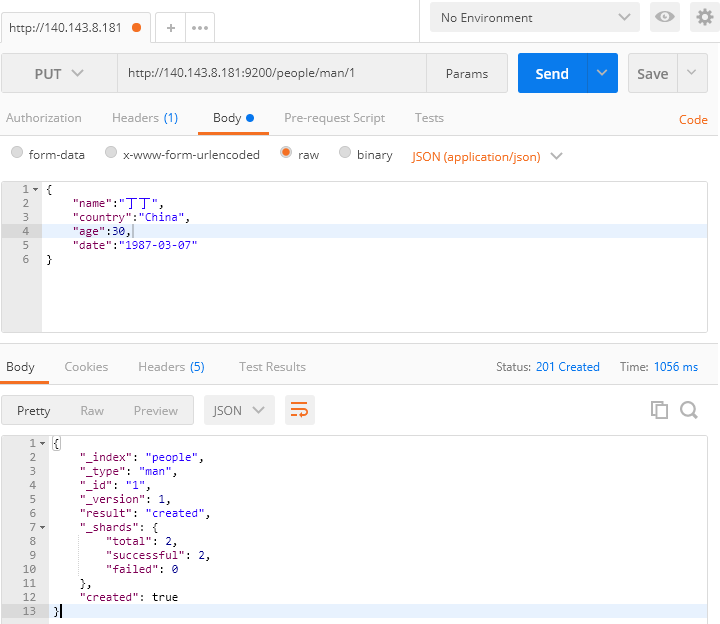 http://140.143.8.181
No Environment
PUT http://140.143.8.181:9200/people/man/1 Params Send Save
Authorization Headers (1) Body Pre-request Script Tests Code
form-data x-www-form-urlencoded raw binary JSON (application/json)
1 {
2 "name":"丁丁",
3 "country":"China",
4 "age":30,
5 "date":"1987-03-07"
6 }
Body Cookies Headers (5) Test Results Status: 201 Created Time: 1056 ms
Pretty Raw Preview JSON
1 {
2 "_index": "people",
3 "_type": "man",
4 "_id": "1",
5 "_version": 1,
6 "result": "created",
7 "_shards": {
8 "total": 2,
9 "successful": 2,
10 "failed": 0
11 },
12 "created": true
13 }